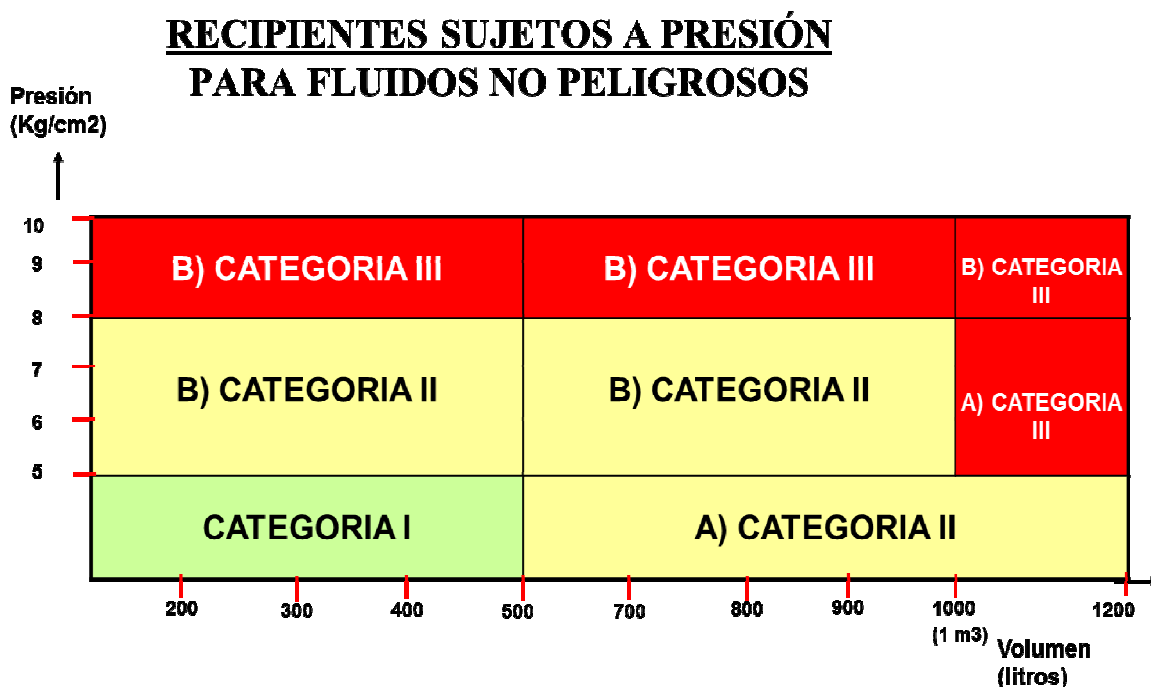 RECIPIENTES SUJETOS A PRESIÓN
PARA FLUIDOS NO PELIGROSOS
Presión
(Kg/cm2)
10
9
8
7
6
5
B) CATEGORIA III
B) CATEGORIA III
B) CATEGORIA
III
B) CATEGORIA II
B) CATEGORIA II
A) CATEGORIA
III
CATEGORIA I
A) CATEGORIA II
200
300
400
500
700
800
900
1000
(1 m3)
1200
Volumen
(litros)